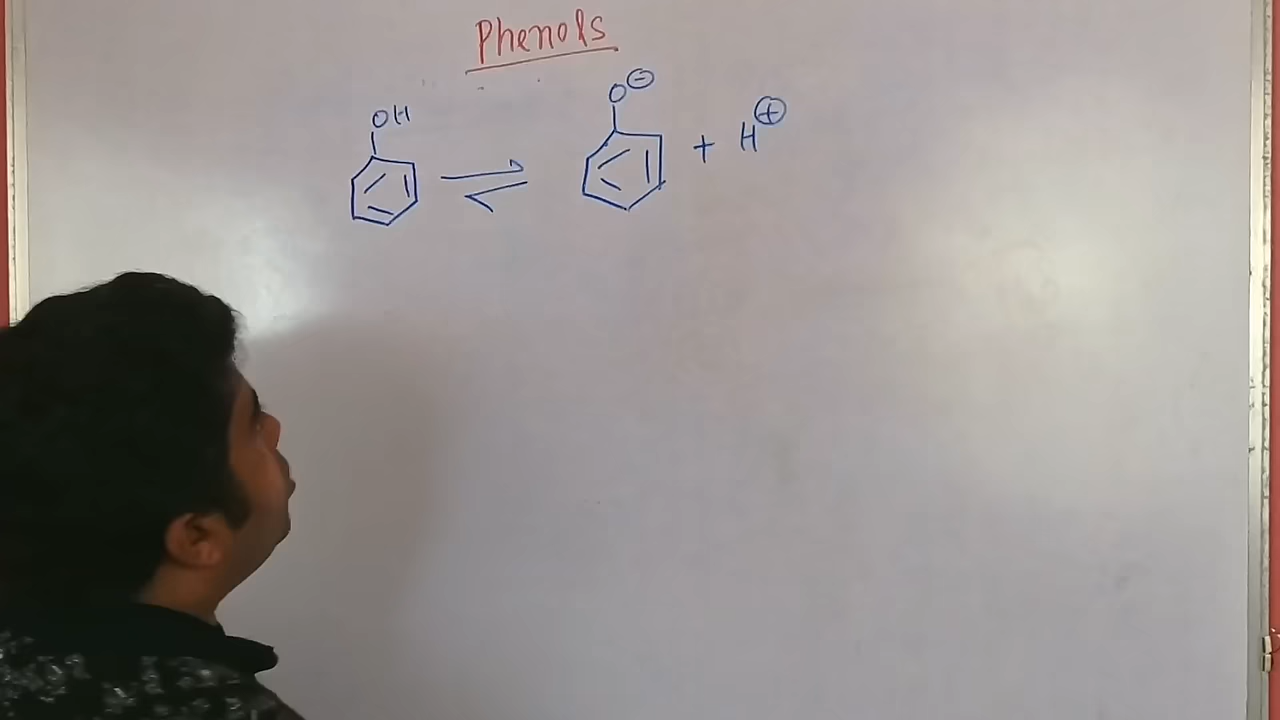 Phenols
OH
O⊖
⇌ + H⊕